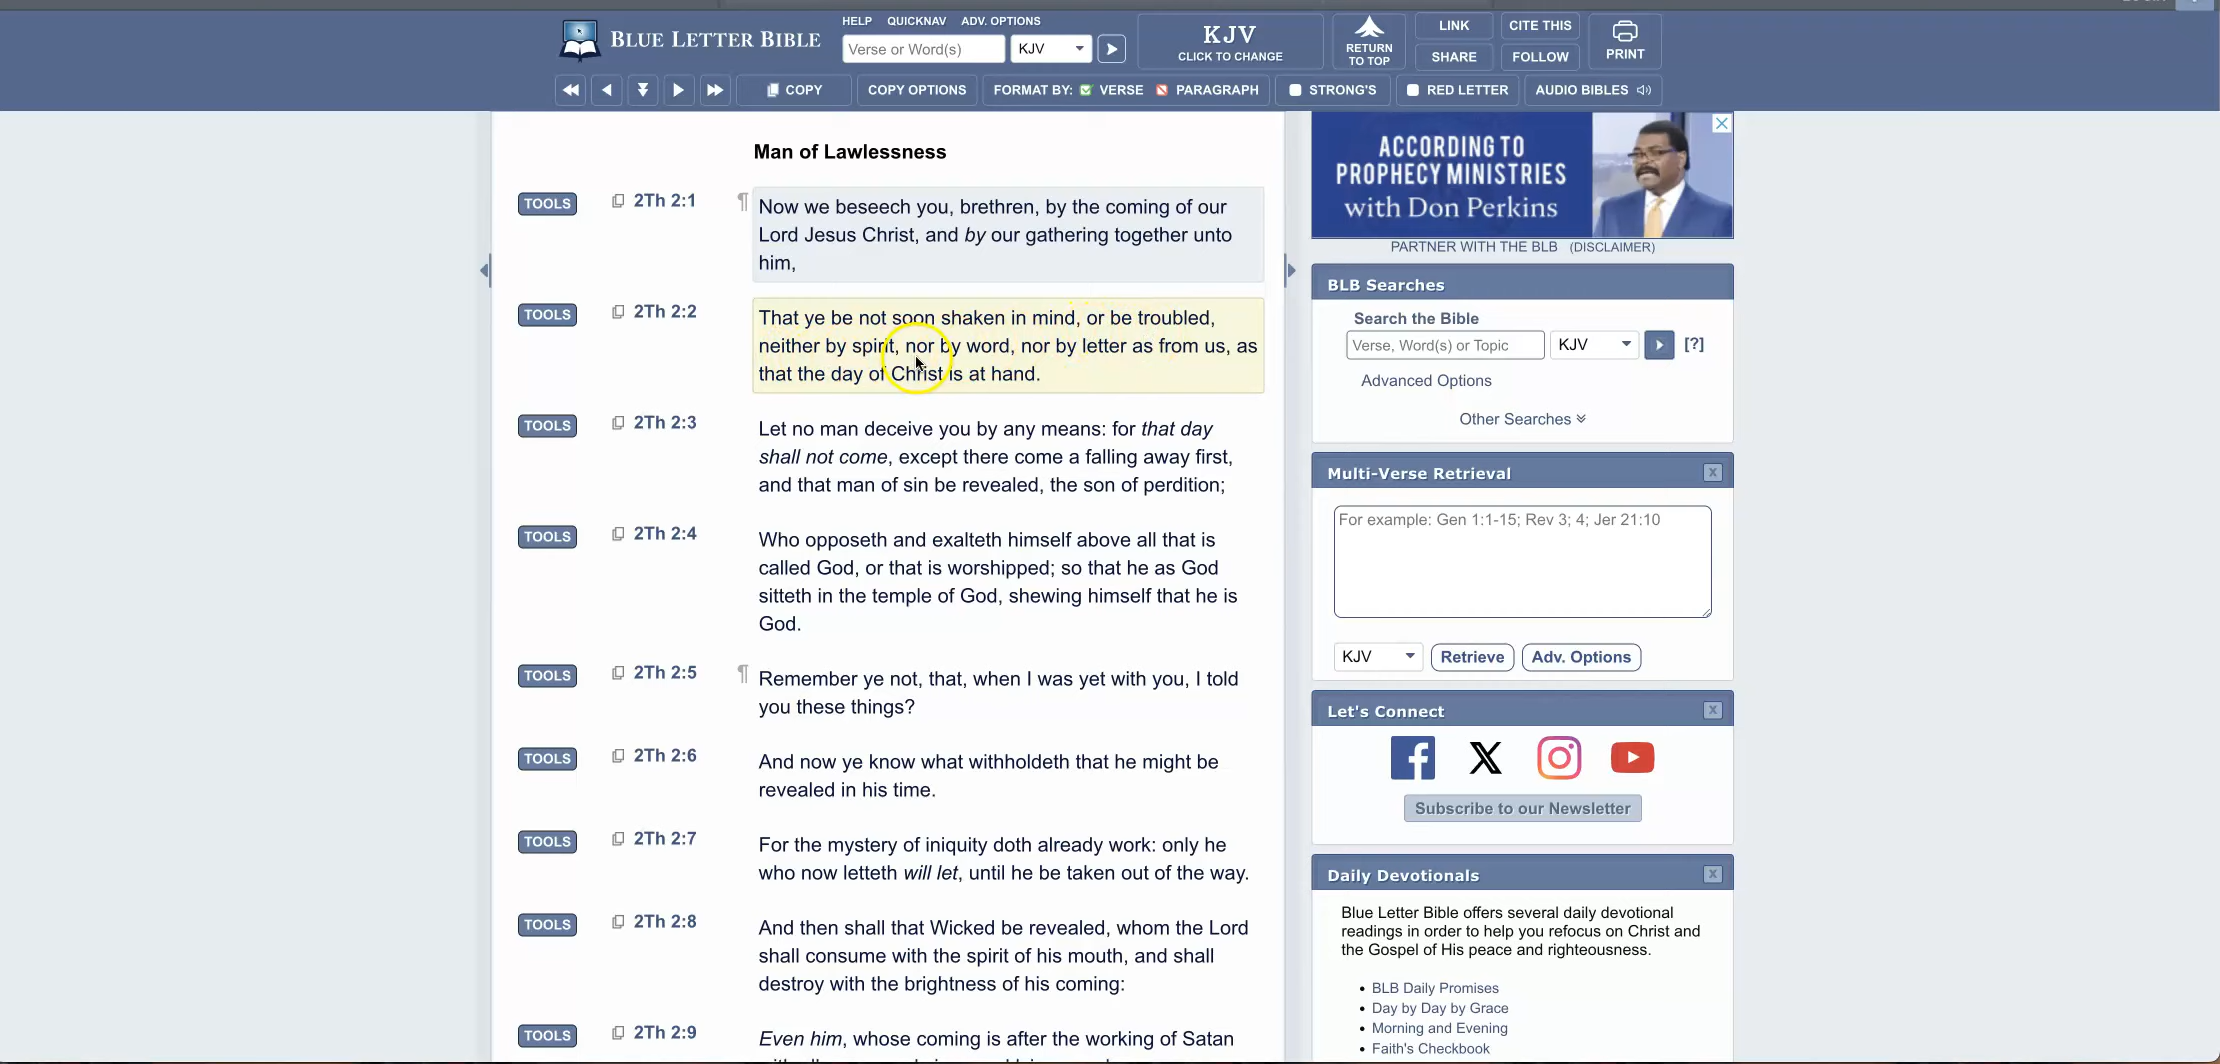 HELP QUICKNAV ADV. OPTIONS
BLUE LETTER BIBLE
Verse or Word(s) KJV
KJV
CLICK TO CHANGE
RETURN
TO TOP
LINK CITE THIS
SHARE FOLLOW
PRINT
COPY COPY OPTIONS FORMAT BY: VERSE PARAGRAPH STRONG'S RED LETTER AUDIO BIBLES
Man of Lawlessness
TOOLS 2Th 2:1 ¶ Now we beseech you, brethren, by the coming of our
Lord Jesus Christ, and by our gathering together unto
him,
TOOLS 2Th 2:2 That ye be not soon shaken in mind, or be troubled,
neither by spirit, nor by word, nor by letter as from us, as
that the day of Christ is at hand.
TOOLS 2Th 2:3 Let no man deceive you by any means: for that day
shall not come, except there come a falling away first,
and that man of sin be revealed, the son of perdition;
TOOLS 2Th 2:4 Who opposeth and exalteth himself above all that is
called God, or that is worshipped; so that he as God
sitteth in the temple of God, shewing himself that he is
God.
TOOLS 2Th 2:5 ¶ Remember ye not, that, when I was yet with you, I told
you these things?
TOOLS 2Th 2:6 And now ye know what withholdeth that he might be
revealed in his time.
TOOLS 2Th 2:7 For the mystery of iniquity doth already work: only he
who now letteth will let, until he be taken out of the way.
TOOLS 2Th 2:8 And then shall that Wicked be revealed, whom the Lord
shall consume with the spirit of his mouth, and shall
destroy with the brightness of his coming:
TOOLS 2Th 2:9 Even him, whose coming is after the working of Satan
ACCORDING TO
PROPHECY MINISTRIES
with Don Perkins
PARTNER WITH THE BLB (DISCLAIMER)
BLB Searches
Search the Bible
Verse, Word(s) or Topic KJV [?]
Advanced Options
Other Searches
Multi-Verse Retrieval X
For example: Gen 1:1-15; Rev 3; 4; Jer 21:10
KJV Retrieve Adv. Options
Let's Connect X
Subscribe to our Newsletter
Daily Devotionals X
Blue Letter Bible offers several daily devotional
readings in order to help you refocus on Christ and
the Gospel of His peace and righteousness.
• BLB Daily Promises
• Day by Day by Grace
• Morning and Evening
• Faith's Checkbook